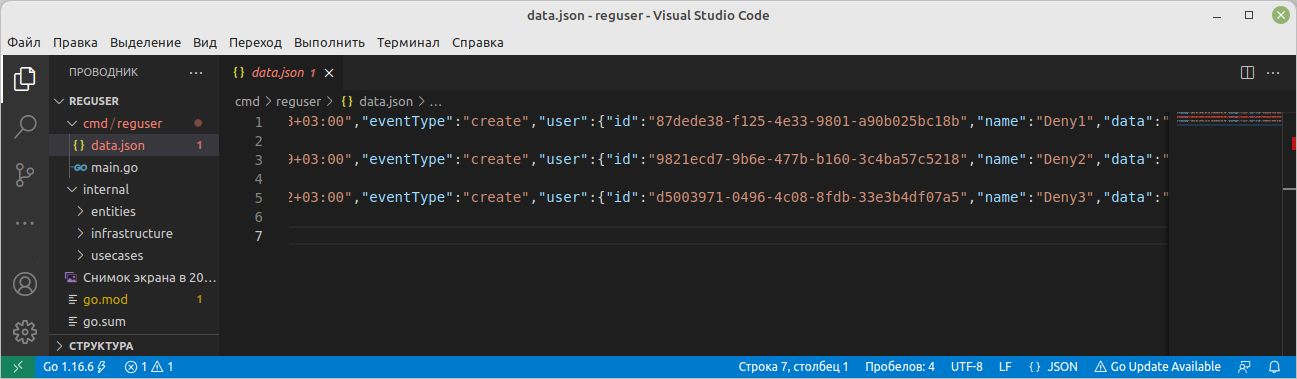 data.json - reguser - Visual Studio Code
Файл Правка Выделение Вид Переход Выполнить Терминал Справка
ПРОВОДНИК ···
REGUSER
cmd / reguser
{ } data.json 1
main.go
internal
entities
infrastructure
usecases
Снимок экрана в 20...
go.mod 1
go.sum
СТРУКТУРА
{ } data.json 1
cmd > reguser > { } data.json > ...
1 3+03:00","eventType":"create","user":{"id":"87dede38-f125-4e33-9801-a90b025bc18b","name":"Deny1","data":"
2
3 9+03:00","eventType":"create","user":{"id":"9821ecd7-9b6e-477b-b160-3c4ba57c5218","name":"Deny2","data":"
4
5 2+03:00","eventType":"create","user":{"id":"d5003971-0496-4c08-8fdb-33e3b4df07a5","name":"Deny3","data":"
6
7
Go 1.16.6 1 1 Строка 7, столбец 1 Пробелов: 4 UTF-8 LF { } JSON Go Update Available